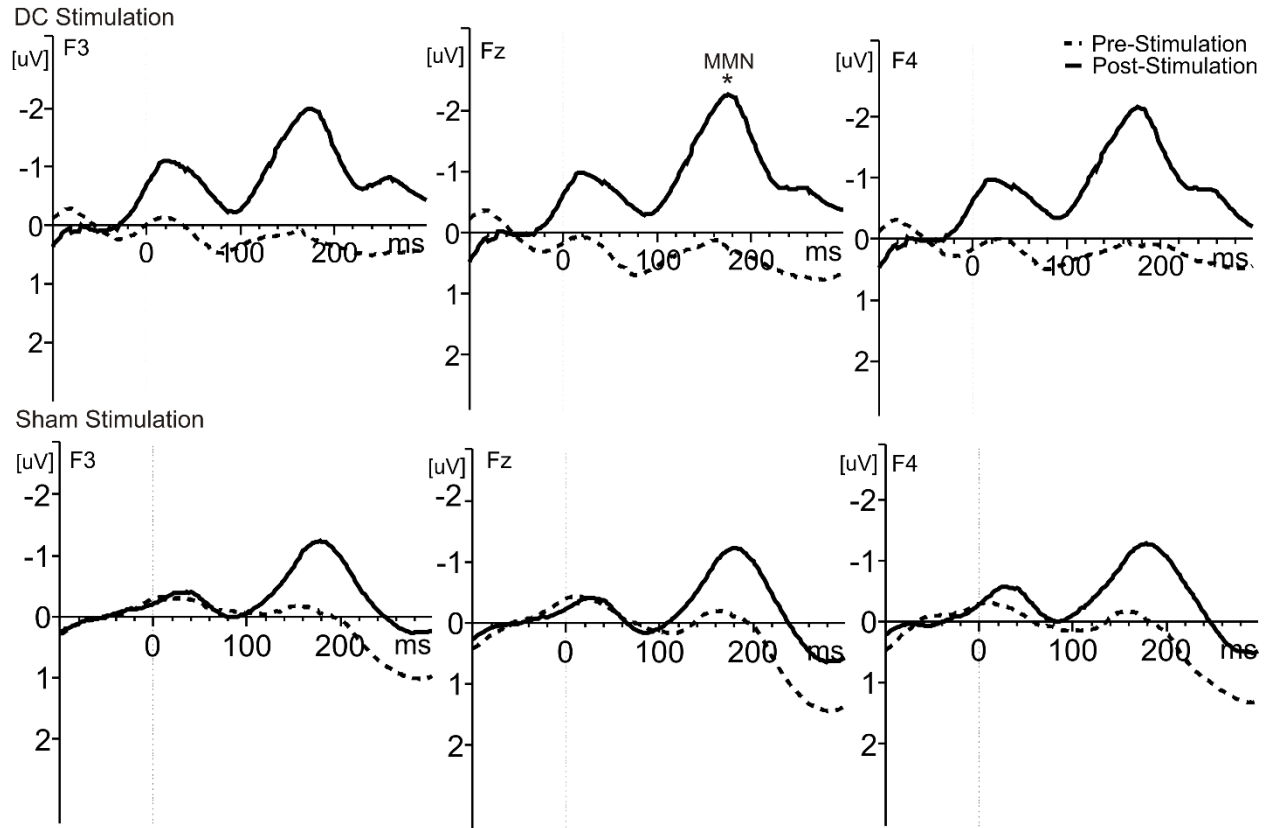 DC Stimulation
[uV] F3
-2
-1
0
1
2
0 100 200 ms
[uV] Fz
MMN
*
-2
-1
0
1
2
0 100 200 ms
[uV] F4
-2
-1
0
1
2
0 100 200 ms
Pre-Stimulation
Post-Stimulation
Sham Stimulation
[uV] F3
-2
-1
0
1
2
0 100 200 ms
[uV] Fz
-2
-1
0
1
2
0 100 200 ms
[uV] F4
-2
-1
0
1
2
0 100 200 ms